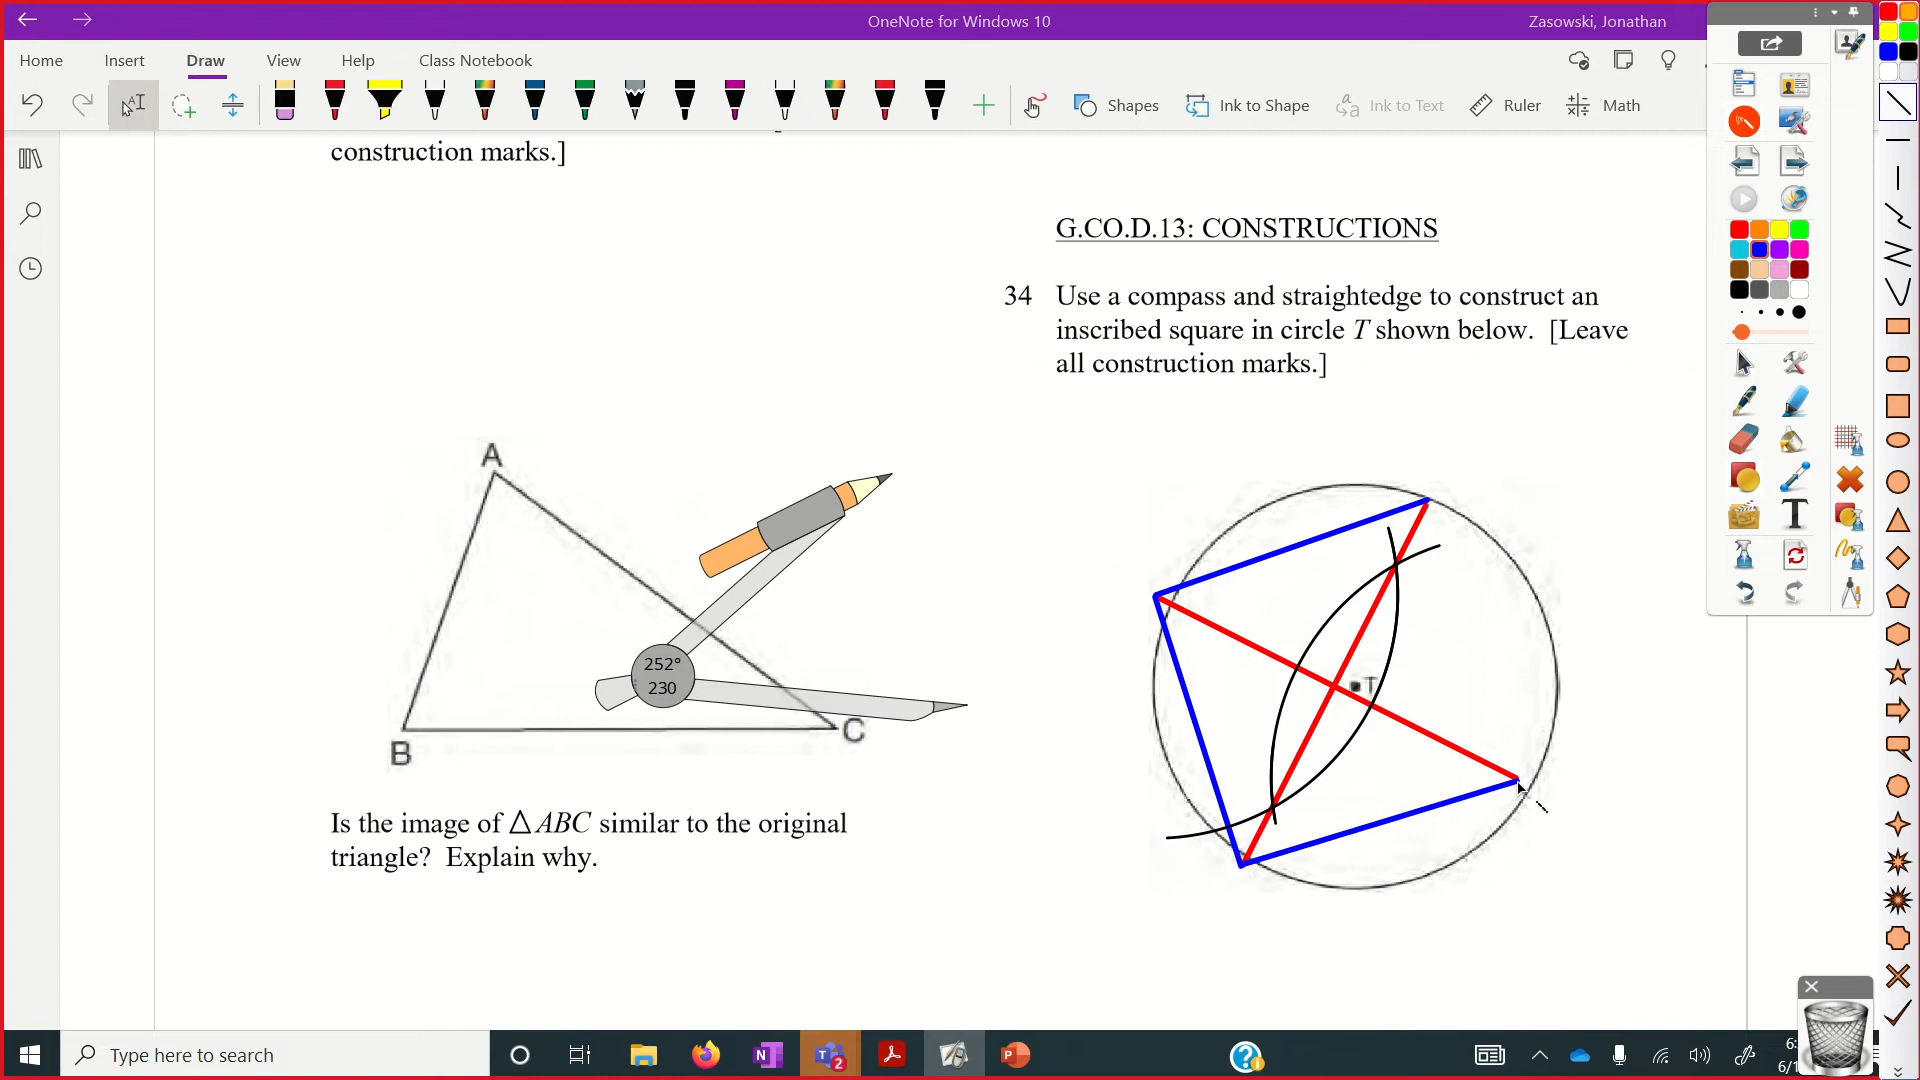 OneNote for Windows 10
Zasowski, Jonathan
Home
Insert
Draw
View
Help
Class Notebook
Shapes
Ink to Shape
Ink to Text
Ruler
Math
construction marks.]
G.CO.D.13: CONSTRUCTIONS
34 Use a compass and straightedge to construct an
inscribed square in circle T shown below. [Leave
all construction marks.]
A
B
C
252°
230
T
Is the image of △ABC similar to the original
triangle? Explain why.
Type here to search